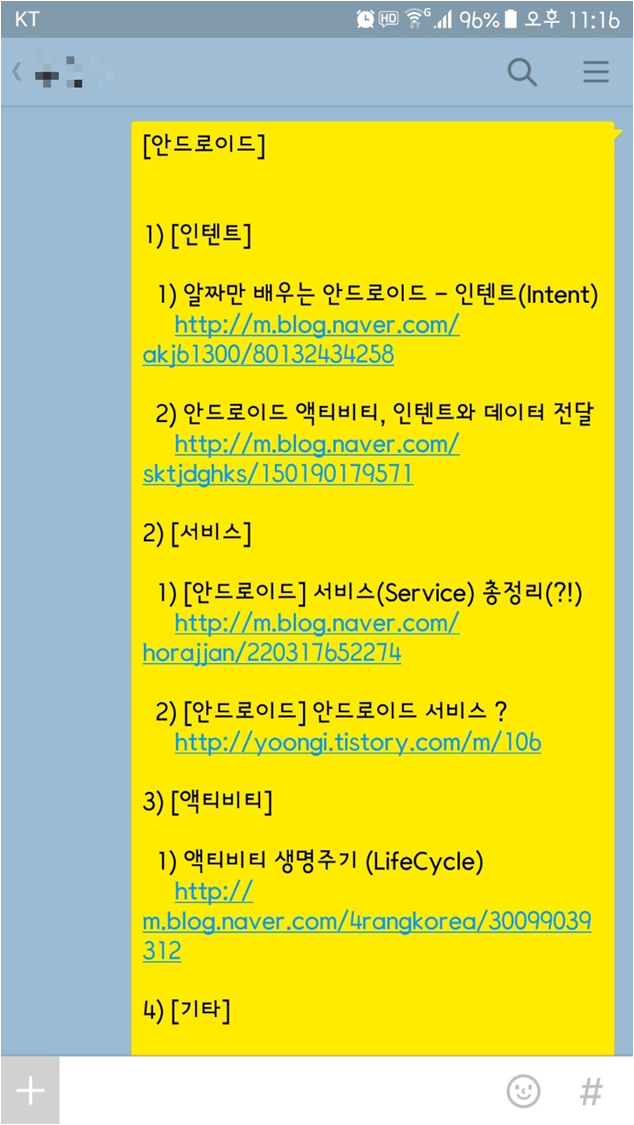 KT HD G 96% 오후 11:16
[안드로이드]
1) [인텐트]
1) 알짜만 배우는 안드로이드 - 인텐트(Intent)
http://m.blog.naver.com/
akjb1300/80132434258
2) 안드로이드 액티비티, 인텐트와 데이터 전달
http://m.blog.naver.com/
sktjdghks/150190179571
2) [서비스]
1) [안드로이드] 서비스(Service) 총정리(?!)
http://m.blog.naver.com/
horajjan/220317652274
2) [안드로이드] 안드로이드 서비스 ?
http://yoongi.tistory.com/m/106
3) [액티비티]
1) 액티비티 생명주기 (LifeCycle)
http://
m.blog.naver.com/4rangkorea/30099039
312
4) [기타]
#